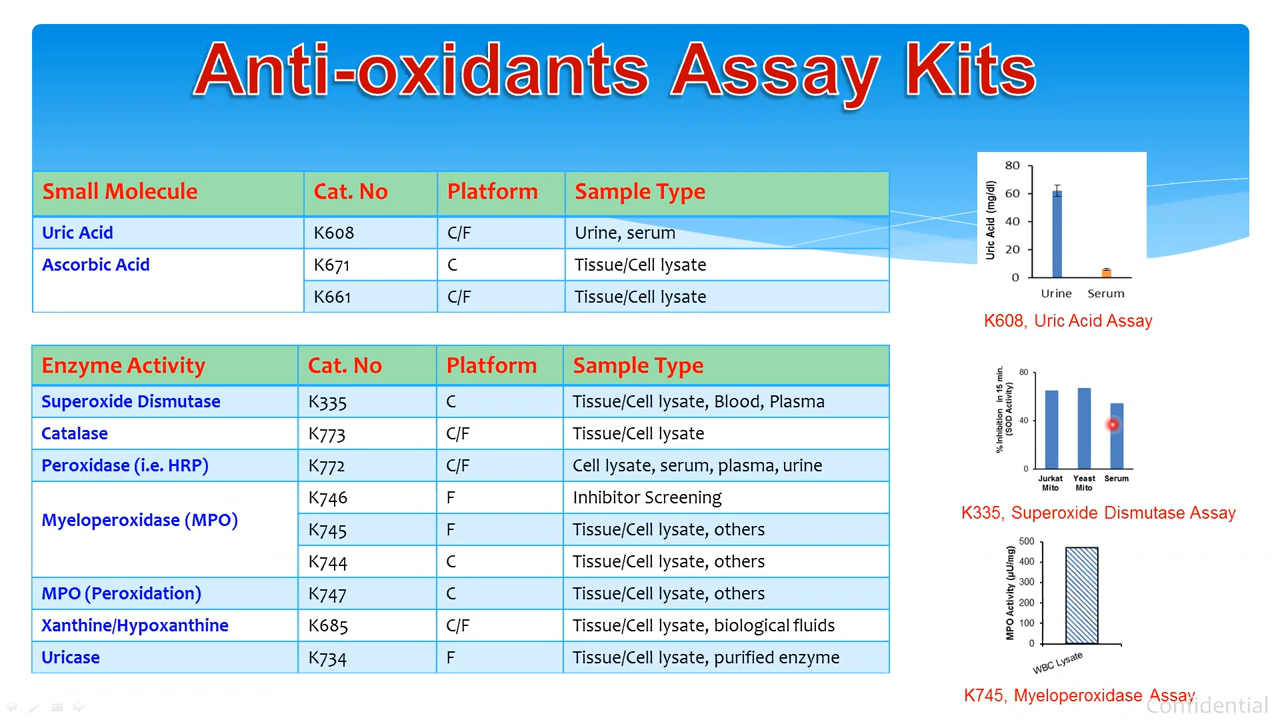 Anti-oxidants Assay Kits
Small Molecule Cat. No Platform Sample Type
Uric Acid K608 C/F Urine, serum
Ascorbic Acid K671 C Tissue/Cell lysate
K661 C/F Tissue/Cell lysate
Enzyme Activity Cat. No Platform Sample Type
Superoxide Dismutase K335 C Tissue/Cell lysate, Blood, Plasma
Catalase K773 C/F Tissue/Cell lysate
Peroxidase (i.e. HRP) K772 C/F Cell lysate, serum, plasma, urine
Myeloperoxidase (MPO) K746 F Inhibitor Screening
K745 F Tissue/Cell lysate, others
K744 C Tissue/Cell lysate, others
MPO (Peroxidation) K747 C Tissue/Cell lysate, others
Xanthine/Hypoxanthine K685 C/F Tissue/Cell lysate, biological fluids
Uricase K734 F Tissue/Cell lysate, purified enzyme
Uric Acid (mg/dl)
80
60
40
20
0
Urine Serum
K608, Uric Acid Assay
% Inhibition in 15 min.
(SOD Activity)
80
40
0
Jurkat Yeast Serum
Mito Mito
K335, Superoxide Dismutase Assay
MPO Activity (µU/mg)
500
400
300
200
100
0
WBC Lysate
K745, Myeloperoxidase Assay
Confidential